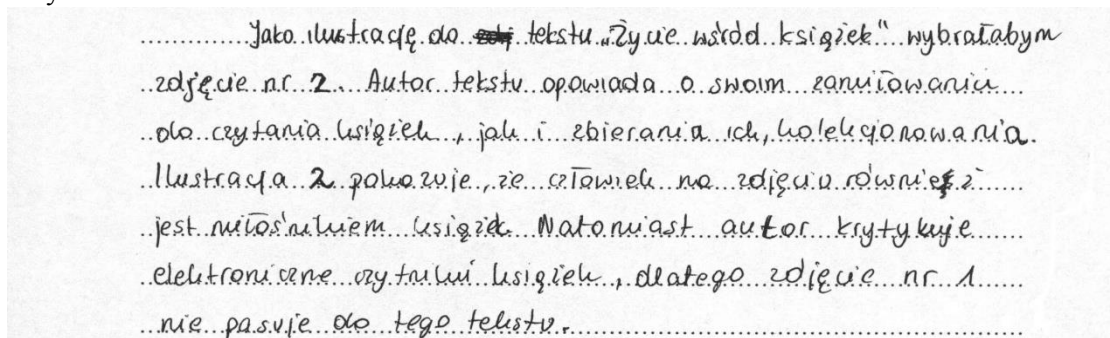 Jako ilustrację do tekstu „Życie wśród książek" wybrałabym
zdjęcie nr 2. Autor tekstu opowiada o swoim zamiłowaniu
do czytania książek, jak i zbierania ich, kolekcjonowania.
Ilustracja 2 pokazuje, że człowiek na zdjęciu również
jest miłośnikiem książek. Natomiast autor krytykuje
elektroniczne czytniki książek, dlatego zdjęcie nr 1
nie pasuje do tego tekstu.